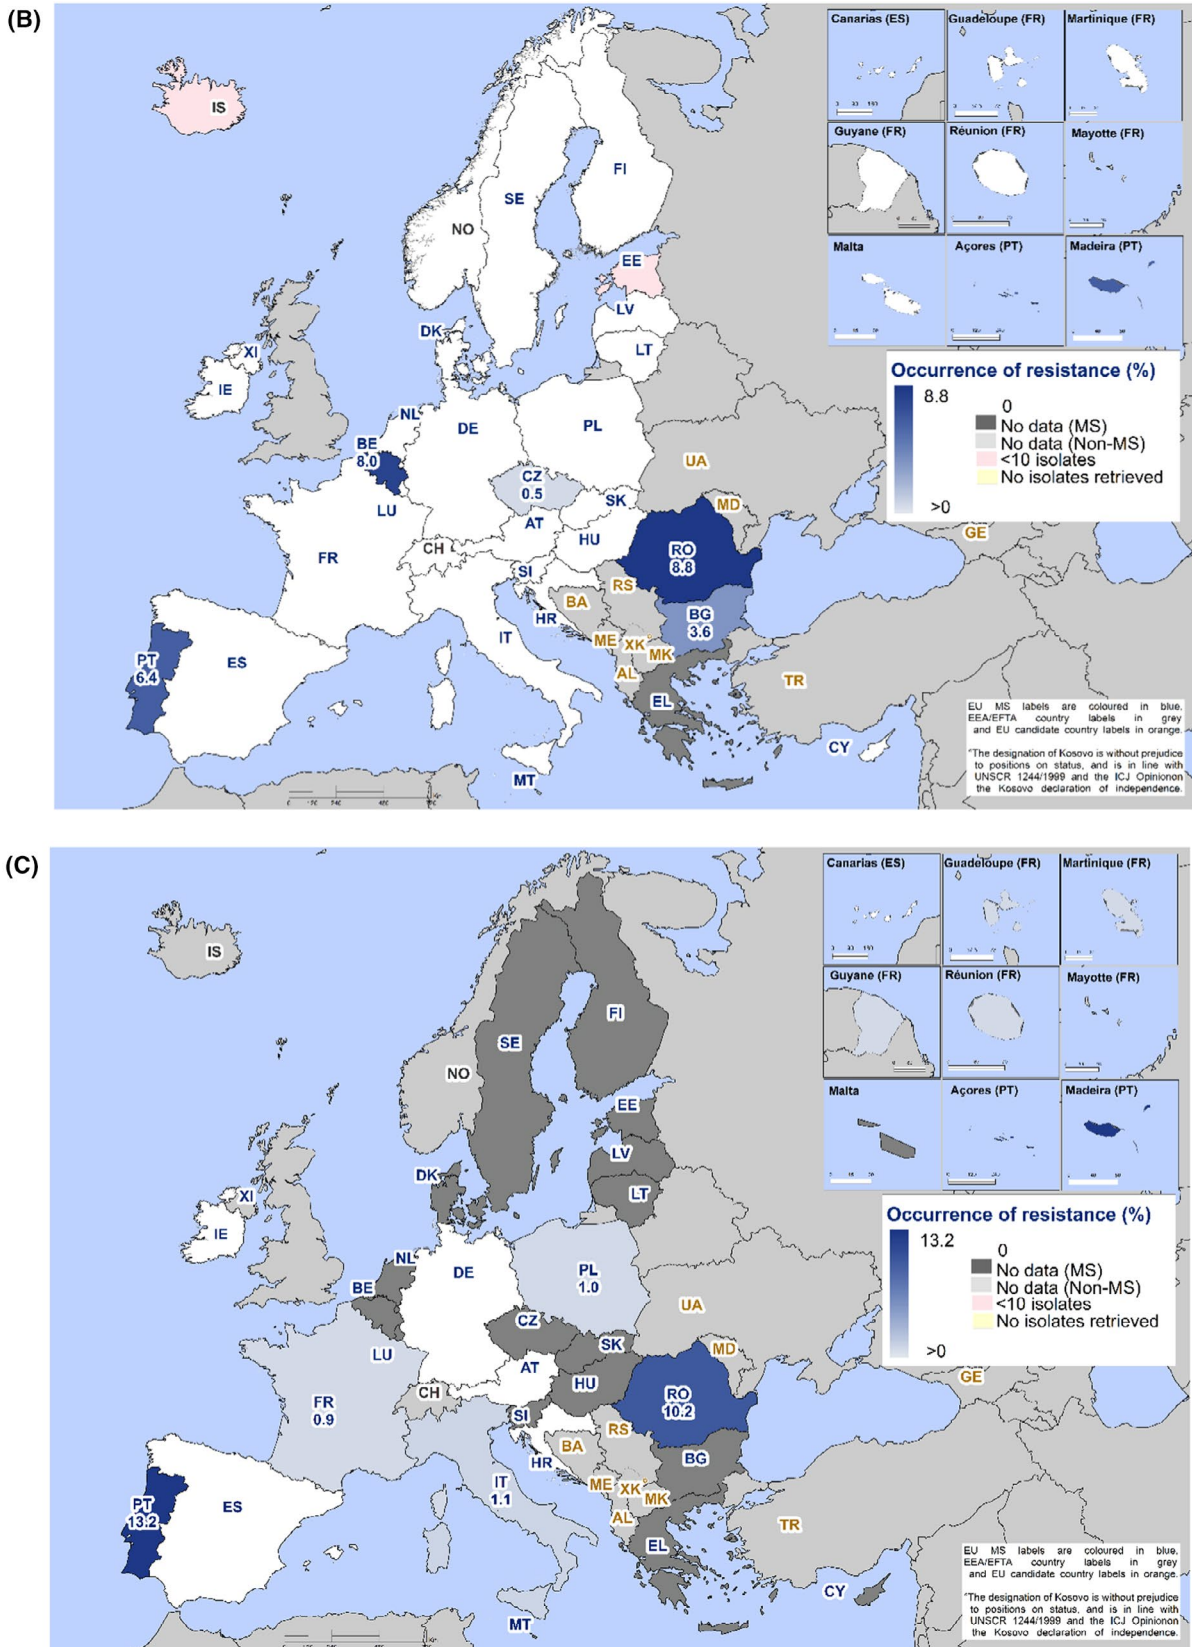 (B)
Canarias (ES)
Guadeloupe (FR)
Martinique (FR)
Guyane (FR)
Réunion (FR)
Mayotte (FR)
Malta
Açores (PT)
Madeira (PT)
IS
FI
SE
NO
EE
LV
DK
LT
XI
IE
NL
DE
PL
BE
8.0
UA
CZ
0.5
SK
MD
LU
AT
GE
HU
CH
FR
RO
8.8
SI
RS
BA
HR
BG
3.6
IT
ME
XK
MK
PT
6.4
ES
AL
TR
EL
CY
MT
Occurrence of resistance (%)
8.8
0
No data (MS)
No data (Non-MS)
<10 isolates
No isolates retrieved
>0
EU MS labels are coloured in blue,
EEA/EFTA country labels in grey
and EU candidate country labels in orange.
*The designation of Kosovo is without prejudice
to positions on status, and is in line with
UNSCR 1244/1999 and the ICJ Opinionon
the Kosovo declaration of independence.
(C)
Canarias (ES)
Guadeloupe (FR)
Martinique (FR)
Guyane (FR)
Réunion (FR)
Mayotte (FR)
Malta
Açores (PT)
Madeira (PT)
IS
FI
SE
NO
EE
LV
DK
LT
XI
IE
NL
DE
PL
1.0
BE
UA
CZ
SK
MD
LU
AT
GE
HU
CH
FR
0.9
RO
10.2
SI
RS
BA
HR
BG
IT
1.1
ME
XK
MK
PT
13.2
ES
AL
TR
EL
CY
MT
Occurrence of resistance (%)
13.2
0
No data (MS)
No data (Non-MS)
<10 isolates
No isolates retrieved
>0
EU MS labels are coloured in blue,
EEA/EFTA country labels in grey
and EU candidate country labels in orange.
*The designation of Kosovo is without prejudice
to positions on status, and is in line with
UNSCR 1244/1999 and the ICJ Opinionon
the Kosovo declaration of independence.